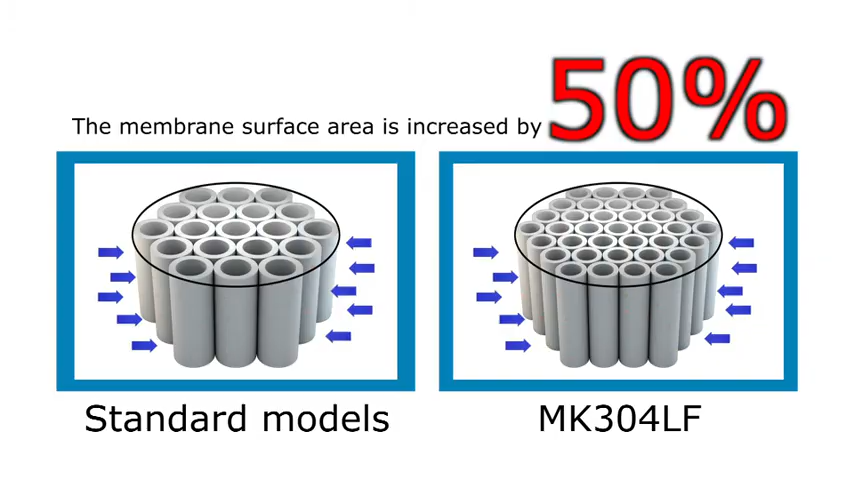 The membrane surface area is increased by 50%
Standard models
MK304LF